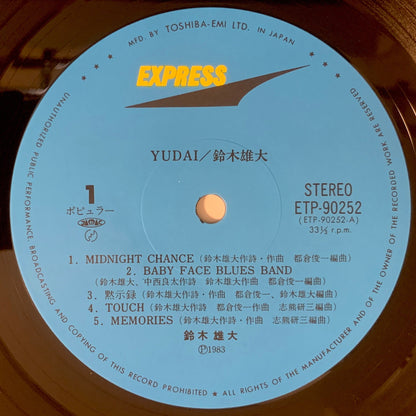 MFD. BY TOSHIBA-EMI LTD. IN JAPAN
EXPRESS
YUDAI／鈴木雄大
1
ポピュラー
STEREO
ETP-90252
(ETP-90252-A)
33⅓ r.p.m.
1. MIDNIGHT CHANCE (鈴木雄大作詩・作曲 都倉俊一編曲)
2. BABY FACE BLUES BAND
(鈴木雄大、中西良太作詩 鈴木雄大作曲 都倉俊一編曲)
3. 黙示録 (鈴木雄大作詩・作曲 都倉俊一、鈴木雄大編曲)
4. TOUCH (鈴木雄大作詩 都倉俊一作曲 志熊研三編曲)
5. MEMORIES (鈴木雄大作詩・作曲 志熊研三編曲)
鈴木 雄大
Ⓟ1983
UNAUTHORIZED PUBLIC PERFORMANCE, BROADCASTING AND COPYING OF THIS RECORD PROHIBITED ★ ALL RIGHTS OF THE MANUFACTURER AND OF THE OWNER OF THE RECORDED WORK ARE RESERVED